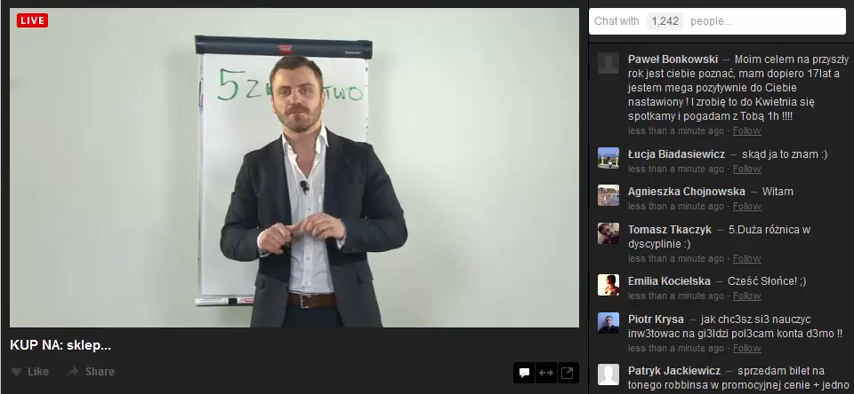 LIVE
5 Z
TWO
KUP NA: sklep...
Like
Share
Chat with 1,242 people...
Paweł Bonkowski – Moim celem na przyszły
rok jest ciebie poznać, mam dopiero 17lat a
jestem mega pozytywnie do Ciebie
nastawiony ! I zrobię to do Kwietnia się
spotkamy i pogadam z Tobą 1h !!!!
less than a minute ago · Follow
Łucja Biadasiewicz – skąd ja to znam :)
less than a minute ago · Follow
Agnieszka Chojnowska – Witam
less than a minute ago · Follow
Tomasz Tkaczyk – 5.Duża różnica w
dyscyplinie :)
less than a minute ago · Follow
Emilia Kocielska – Cześć Słońce! ;)
less than a minute ago · Follow
Piotr Krysa – jak chc3sz si3 nauczyc
inw3towac na gi3ldzi pol3cam konta d3mo !!
less than a minute ago · Follow
Patryk Jackiewicz – sprzedam bilet na
tonego robbinsa w promocyjnej cenie + jedno